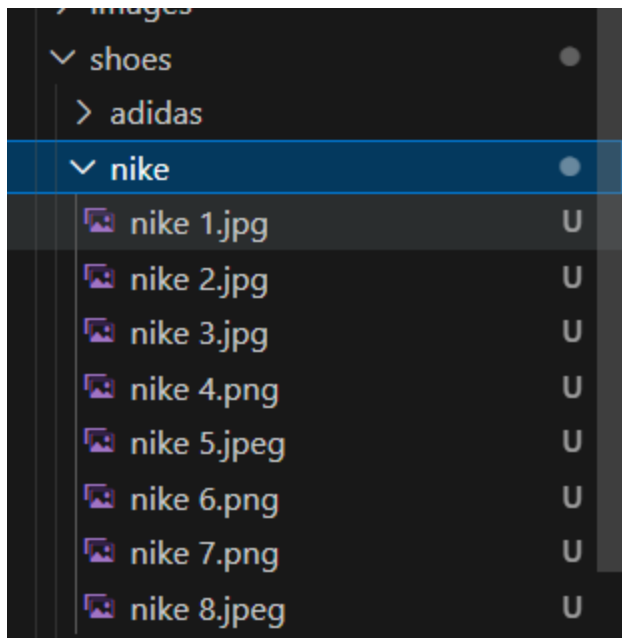 images
shoes
adidas
nike
nike 1.jpg U
nike 2.jpg U
nike 3.jpg U
nike 4.png U
nike 5.jpeg U
nike 6.png U
nike 7.png U
nike 8.jpeg U